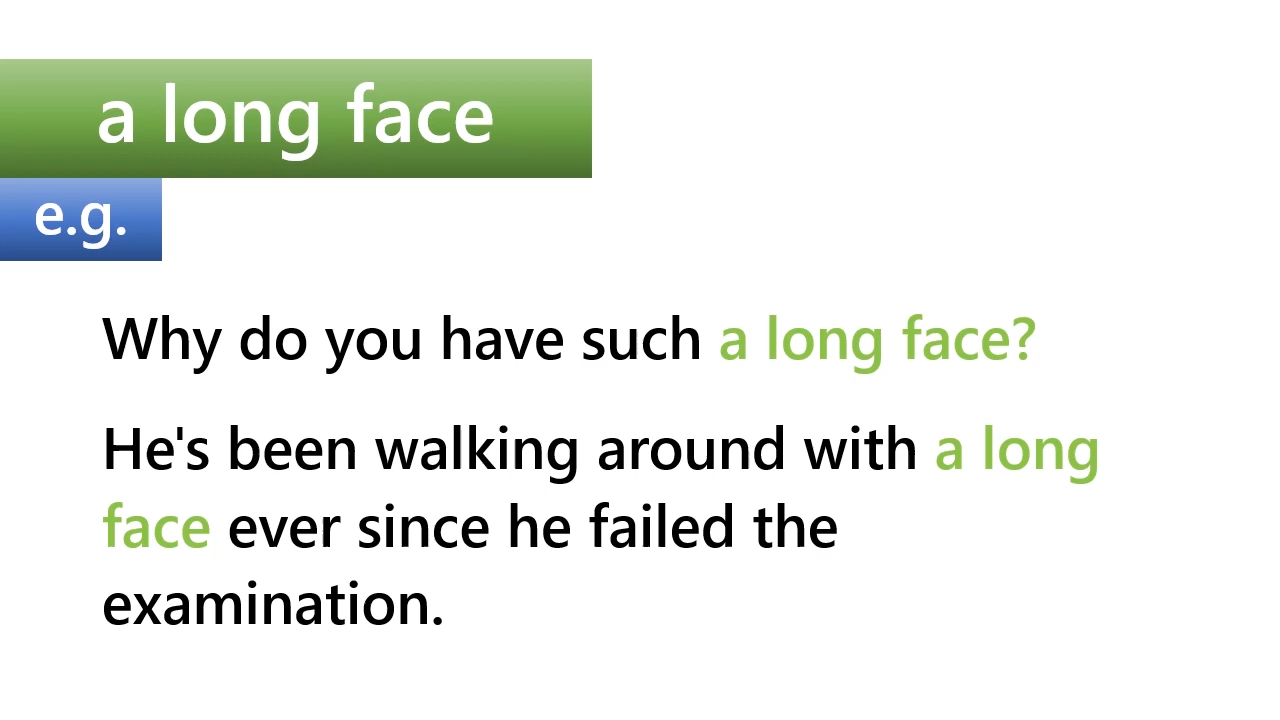 a long face
e.g.
Why do you have such a long face?
He's been walking around with a long
face ever since he failed the
examination.